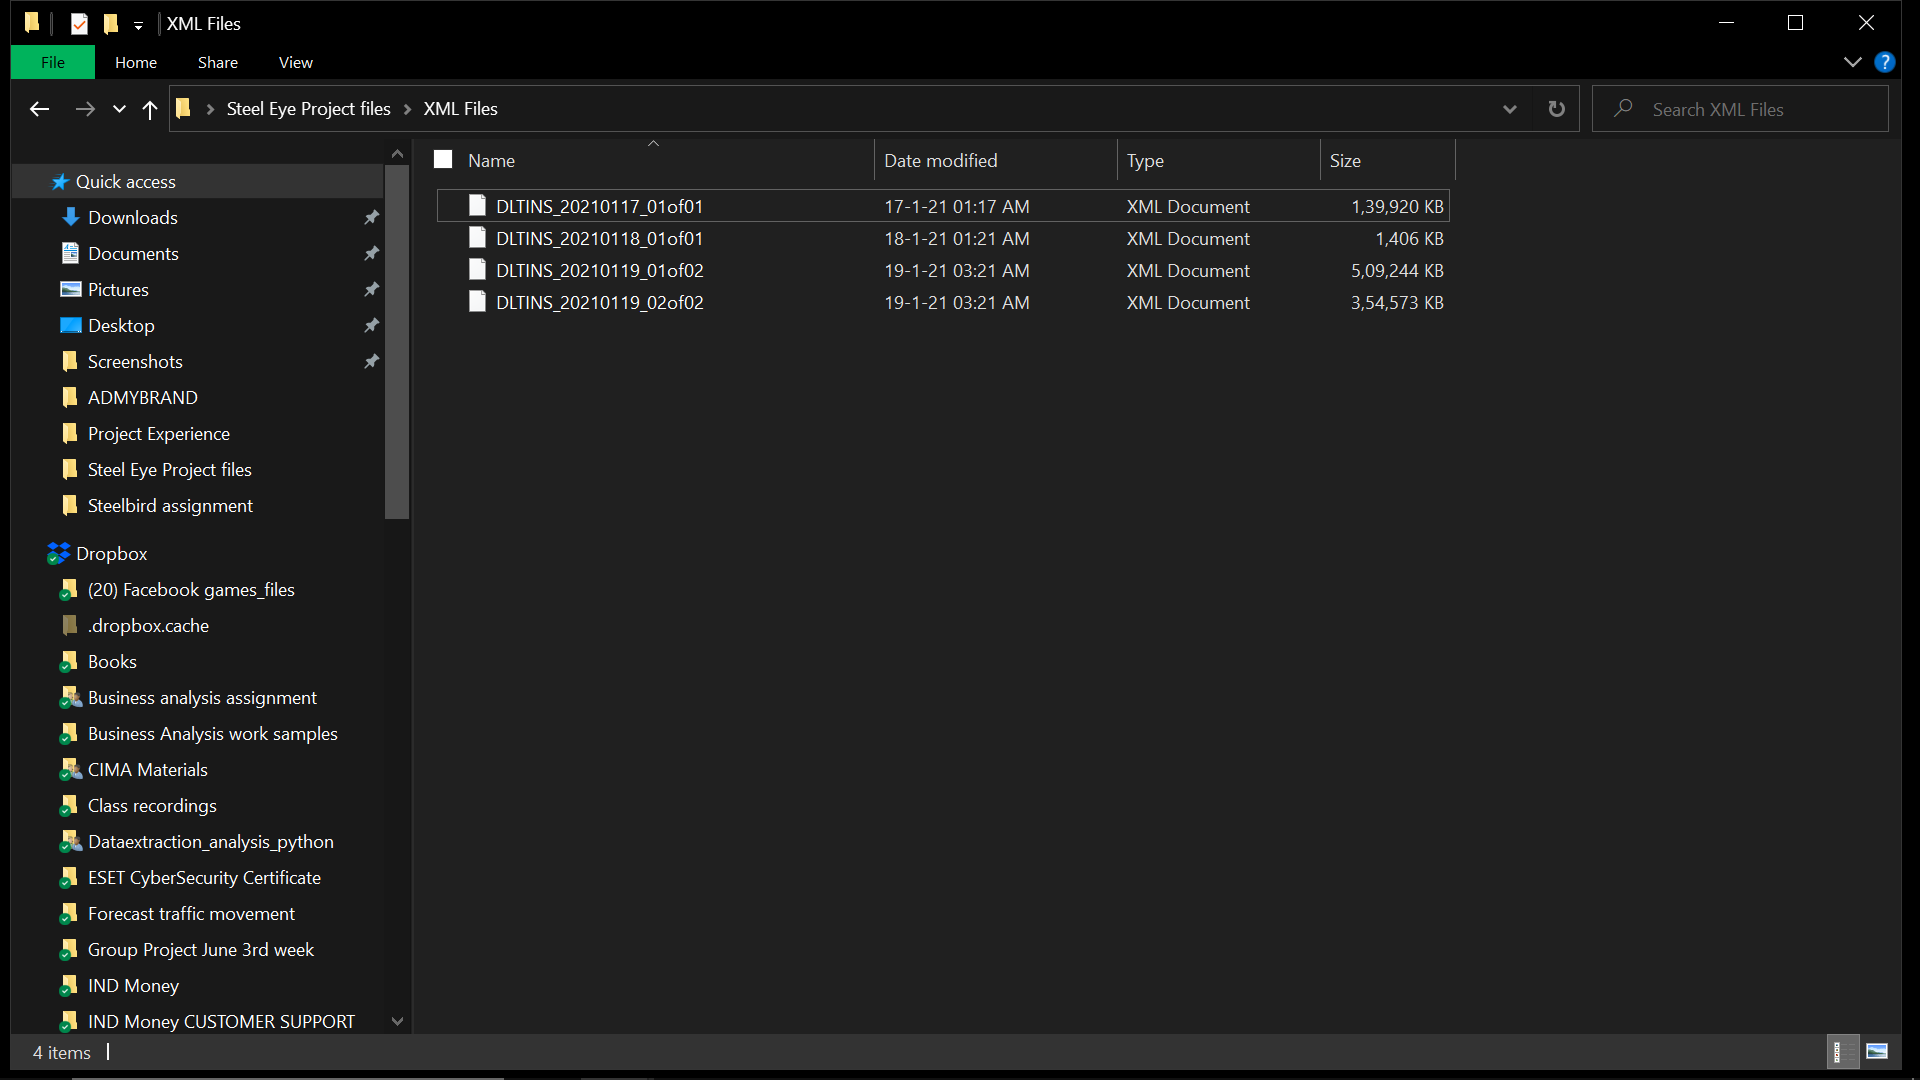 XML Files
File Home Share View
?
Steel Eye Project files XML Files
Search XML Files
Name Date modified Type Size
DLTINS_20210117_01of01 17-1-21 01:17 AM XML Document 1,39,920 KB
DLTINS_20210118_01of01 18-1-21 01:21 AM XML Document 1,406 KB
DLTINS_20210119_01of02 19-1-21 03:21 AM XML Document 5,09,244 KB
DLTINS_20210119_02of02 19-1-21 03:21 AM XML Document 3,54,573 KB
Quick access
Downloads
Documents
Pictures
Desktop
Screenshots
ADMYBRAND
Project Experience
Steel Eye Project files
Steelbird assignment
Dropbox
(20) Facebook games_files
.dropbox.cache
Books
Business analysis assignment
Business Analysis work samples
CIMA Materials
Class recordings
Dataextraction_analysis_python
ESET CyberSecurity Certificate
Forecast traffic movement
Group Project June 3rd week
IND Money
IND Money CUSTOMER SUPPORT
4 items